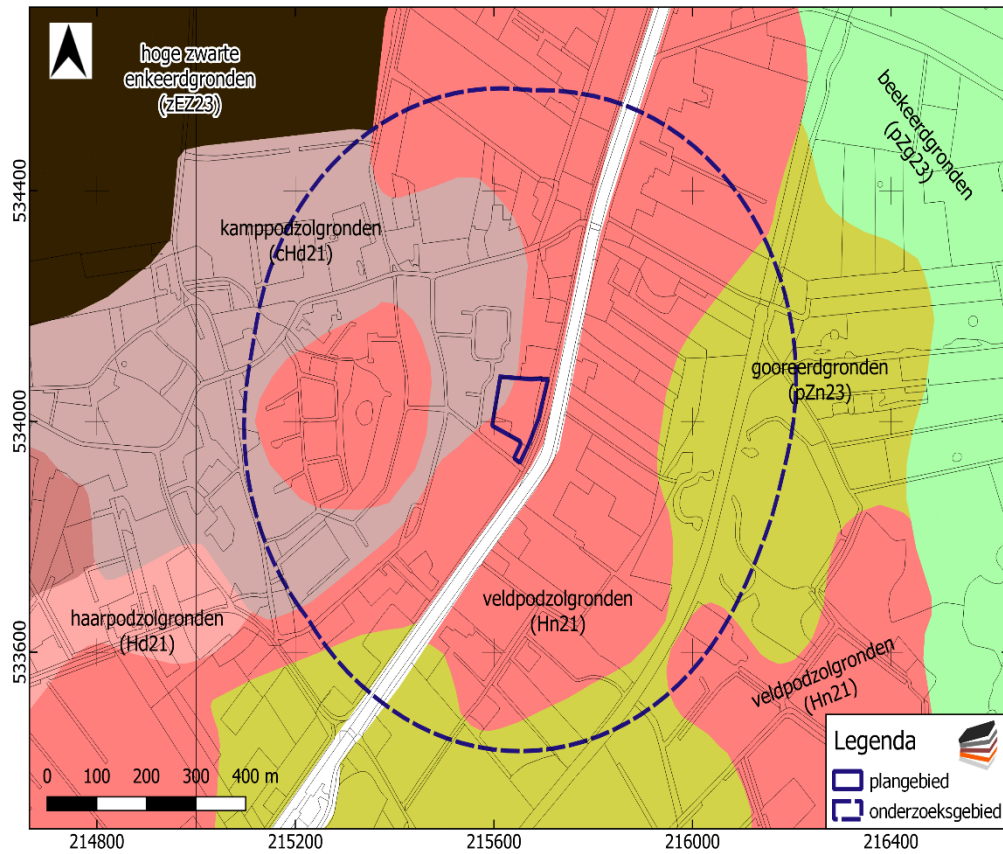 hoge zwarte
enkeerdgronden
(zEZ23)
beekeerdgronden
(pZg23)
534400
kamppodzolgronden
(cHd21)
gooreerdgronden
(pZn23)
534000
haarpodzolgronden
(Hd21)
veldpodzolgronden
(Hn21)
533600
veldpodzolgronden
(Hn21)
Legenda
plangebied
onderzoeksgebied
0 100 200 300 400 m
214800 215200 215600 216000 216400